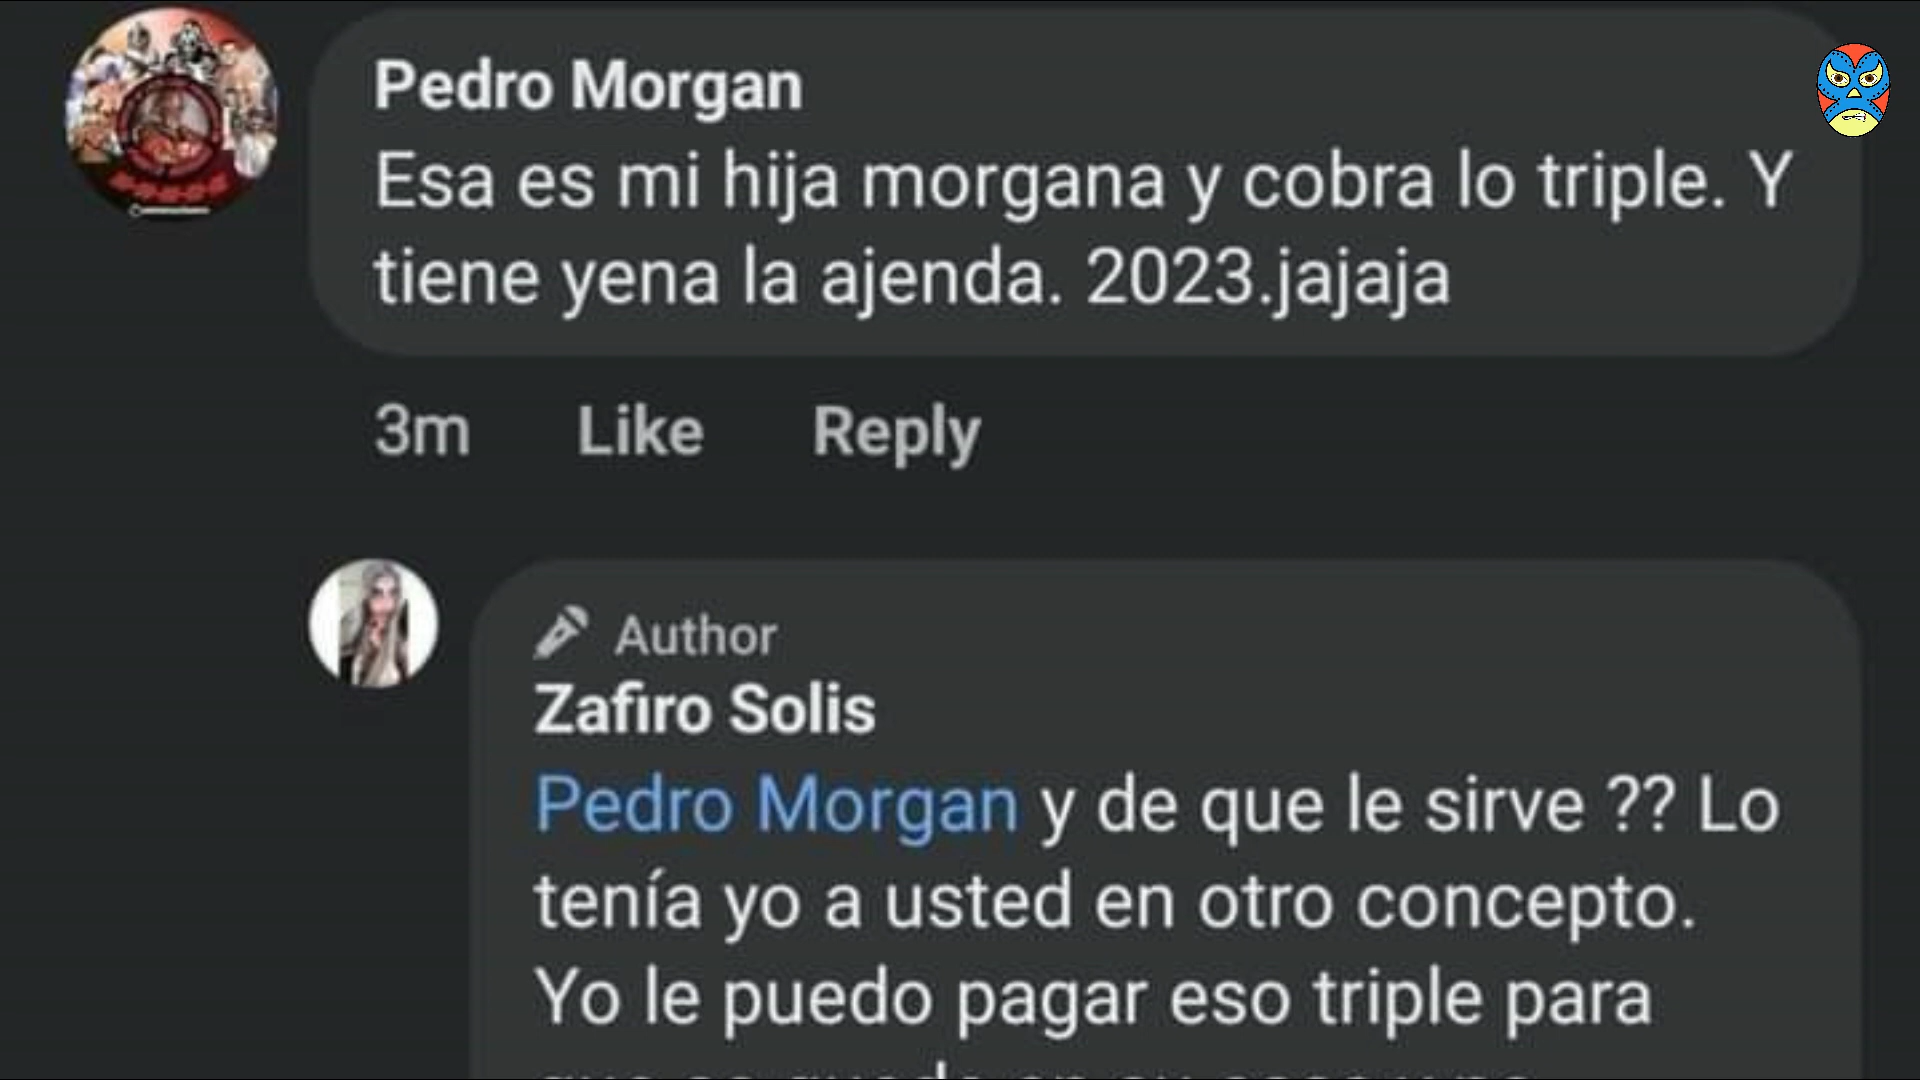 Pedro Morgan
Esa es mi hija morgana y cobra lo triple. Y
tiene yena la ajenda. 2023.jajaja
3m Like Reply
Author
Zafiro Solis
Pedro Morgan y de que le sirve ?? Lo
tenía yo a usted en otro concepto.
Yo le puedo pagar eso triple para